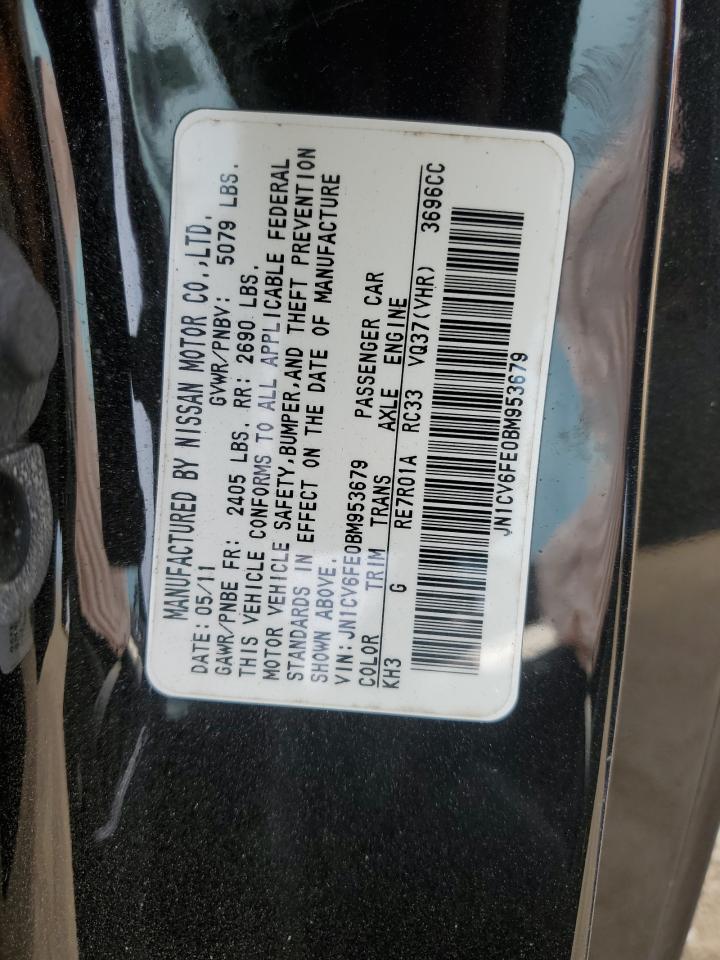 MANUFACTURED BY NISSAN MOTOR CO.,LTD.
DATE: 05/11 GVWR/PNBV: 5079 LBS.
GAWR/PNBE FR: 2405 LBS. RR: 2690 LBS.
THIS VEHICLE CONFORMS TO ALL APPLICABLE FEDERAL
MOTOR VEHICLE SAFETY,BUMPER,AND THEFT PREVENTION
STANDARDS IN EFFECT ON THE DATE OF MANUFACTURE
SHOWN ABOVE.
VIN:JN1CV6FE0BM953679 PASSENGER CAR
COLOR TRIM TRANS AXLE ENGINE
KH3 G RE7R01A RC33 VQ37(VHR) 3696CC
JN1CV6FE0BM953679